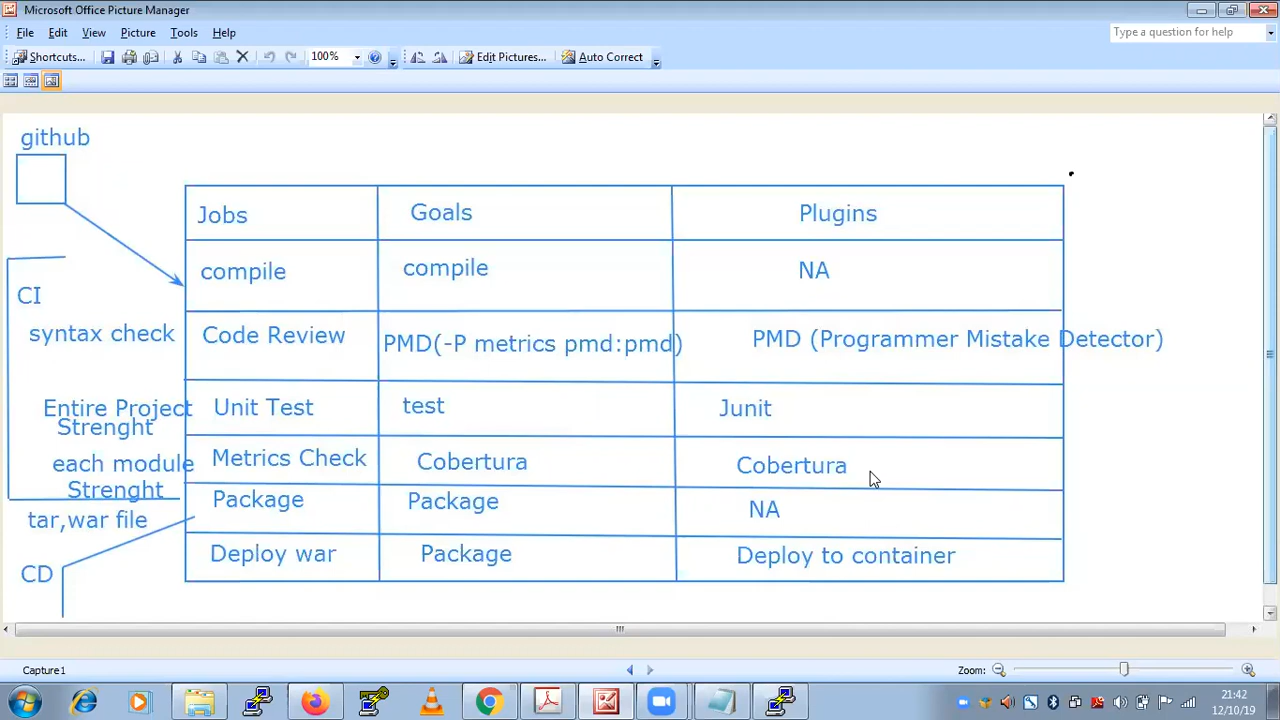 Microsoft Office Picture Manager
File Edit View Picture Tools Help
Type a question for help
Shortcuts... 100% Edit Pictures... Auto Correct
github
Jobs Goals Plugins
compile compile NA
CI
syntax check Code Review PMD(-P metrics pmd:pmd) PMD (Programmer Mistake Detector)
Entire Project Unit Test test Junit
Strenght
each module Metrics Check Cobertura Cobertura
Strenght
Package Package NA
tar,war file
Deploy war Package Deploy to container
CD
Capture1 Zoom:
21:42
12/10/19